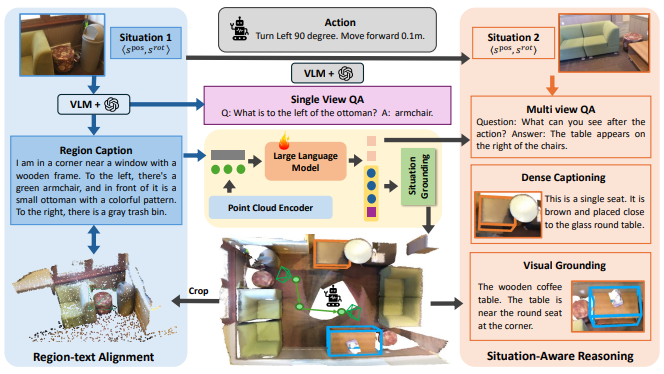 Situation 1
⟨s^pos, s^rot⟩
Action
Turn Left 90 degree. Move forward 0.1m.
Situation 2
⟨s^pos, s^rot⟩
VLM +
VLM +
Single View QA
Q: What is to the left of the ottoman? A: armchair.
Multi view QA
Question: What can you see after the
action? Answer: The table appears
on the right of the chairs.
Region Caption
I am in a corner near a window with a
wooden frame. To the left, there's a
green armchair, and in front of it is a
small ottoman with a colorful pattern.
To the right, there is a gray trash bin.
Large Language
Model
Point Cloud Encoder
Situation
Grounding
Dense Captioning
This is a single seat. It is
brown and placed close
to the glass round table.
Visual Grounding
The wooden coffee
table. The table is
near the round seat
at the corner.
Crop
Region-text Alignment
Situation-Aware Reasoning